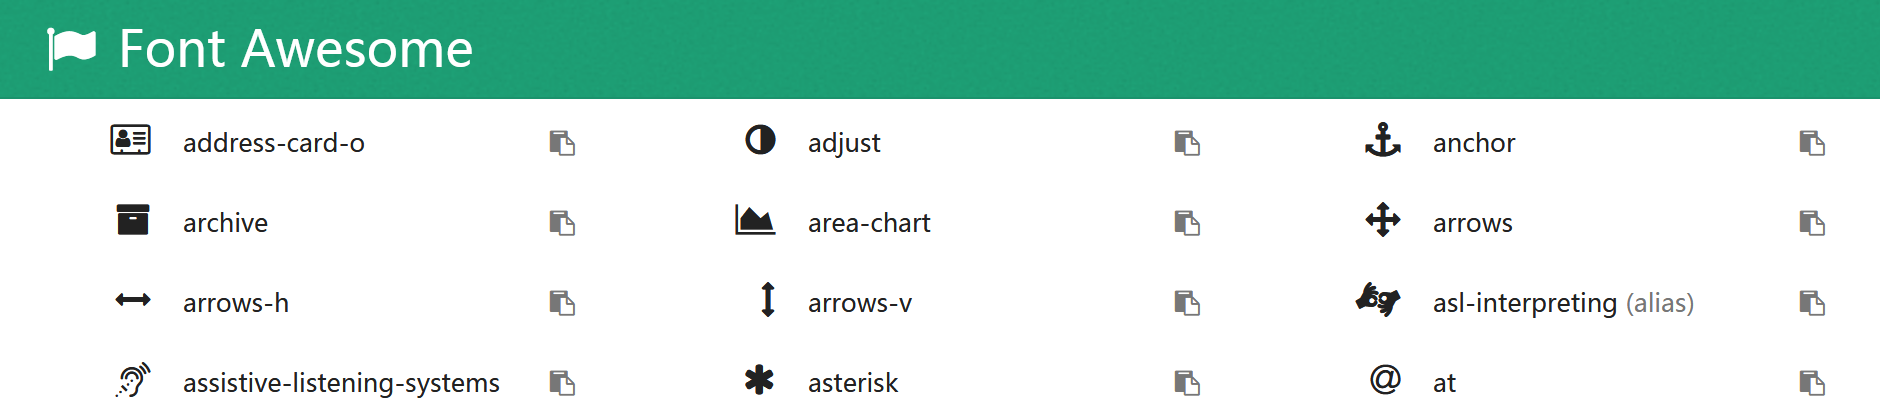 Font Awesome
address-card-o adjust anchor
archive area-chart arrows
arrows-h arrows-v asl-interpreting (alias)
assistive-listening-systems asterisk @ at